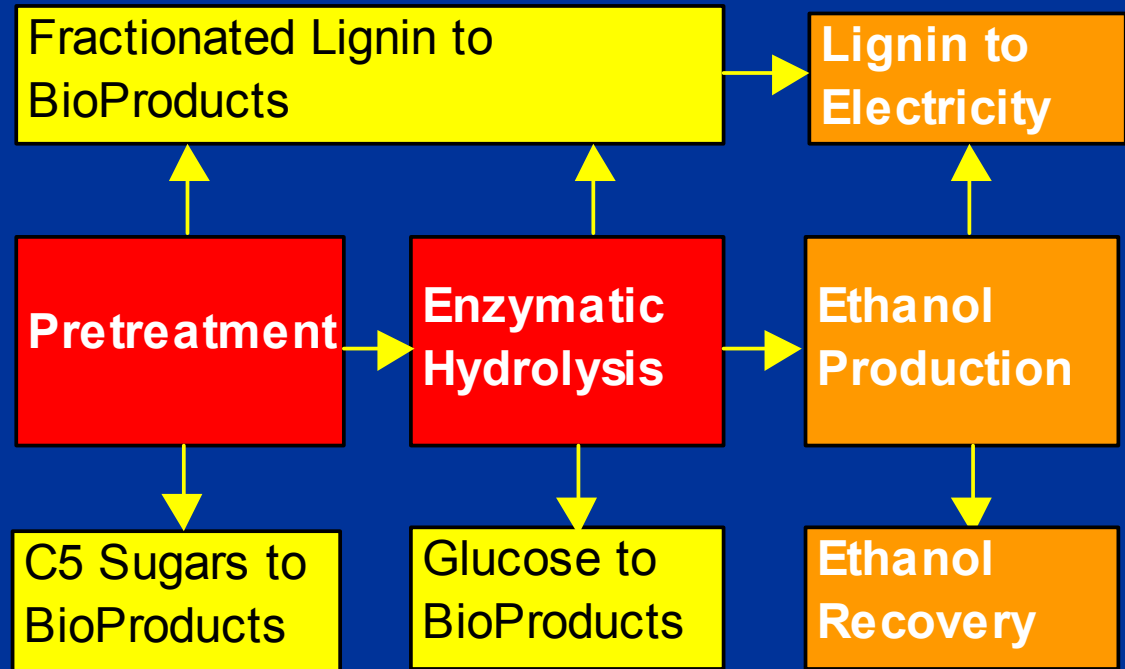 Fractionated Lignin to
BioProducts
Lignin to
Electricity
Pretreatment
Enzymatic
Hydrolysis
Ethanol
Production
C5 Sugars to
BioProducts
Glucose to
BioProducts
Ethanol
Recovery